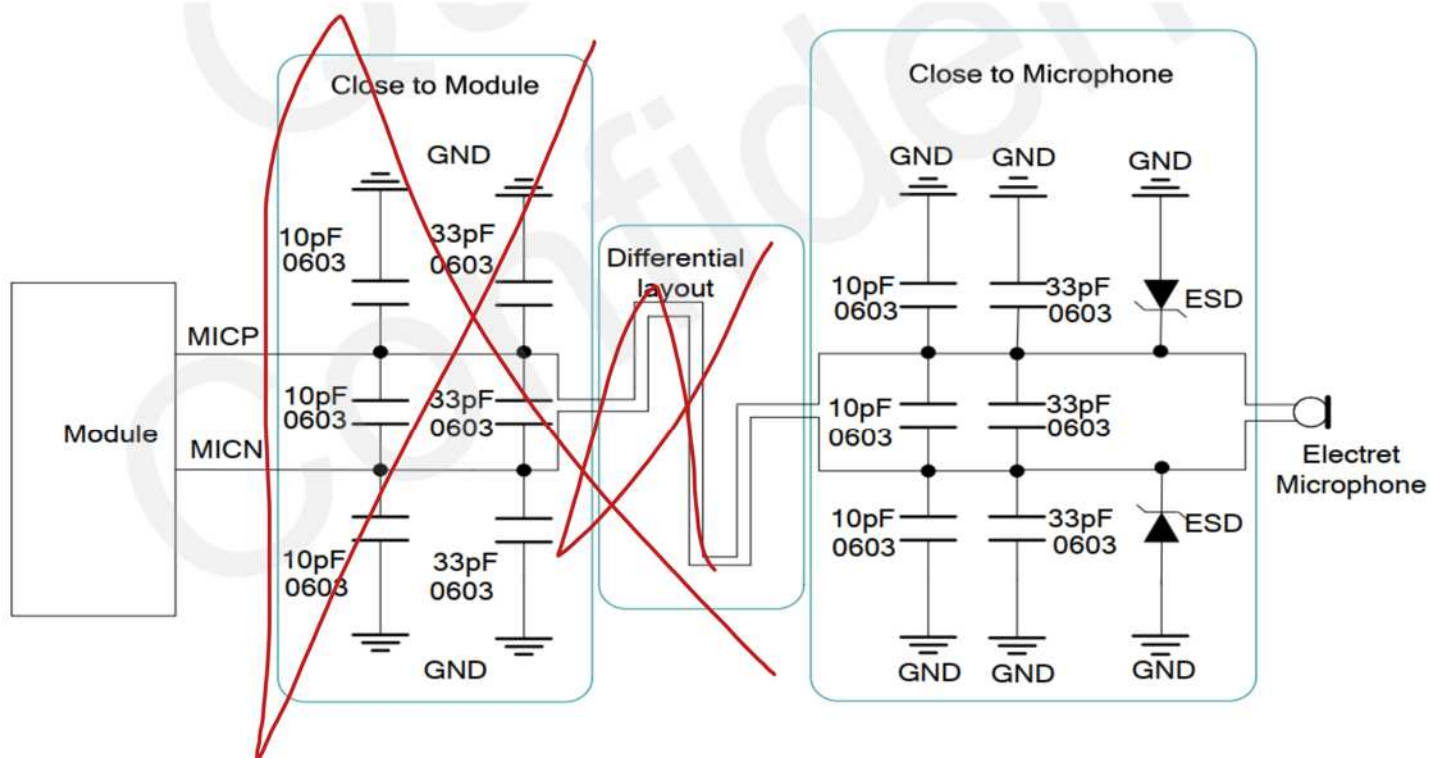 Close to Module
GND
10pF
0603
33pF
0603
MICP
10pF
0603
33pF
0603
Module
MICN
10pF
0603
33pF
0603
GND
Differential
layout
Close to Microphone
GND
GND
GND
10pF
0603
33pF
0603
ESD
10pF
0603
33pF
0603
Electret
Microphone
10pF
0603
33pF
0603
ESD
GND
GND
GND
Confiden